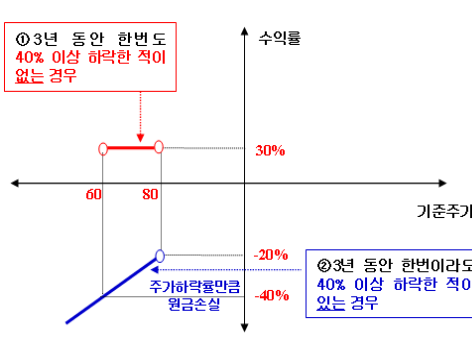 ①3년 동안 한번도
40% 이상 하락한 적이
없는 경우
수익률
30%
60
80
기준주가
-20%
주가하락률만큼
원금손실
-40%
②3년 동안 한번이라도
40% 이상 하락한 적이
있는 경우